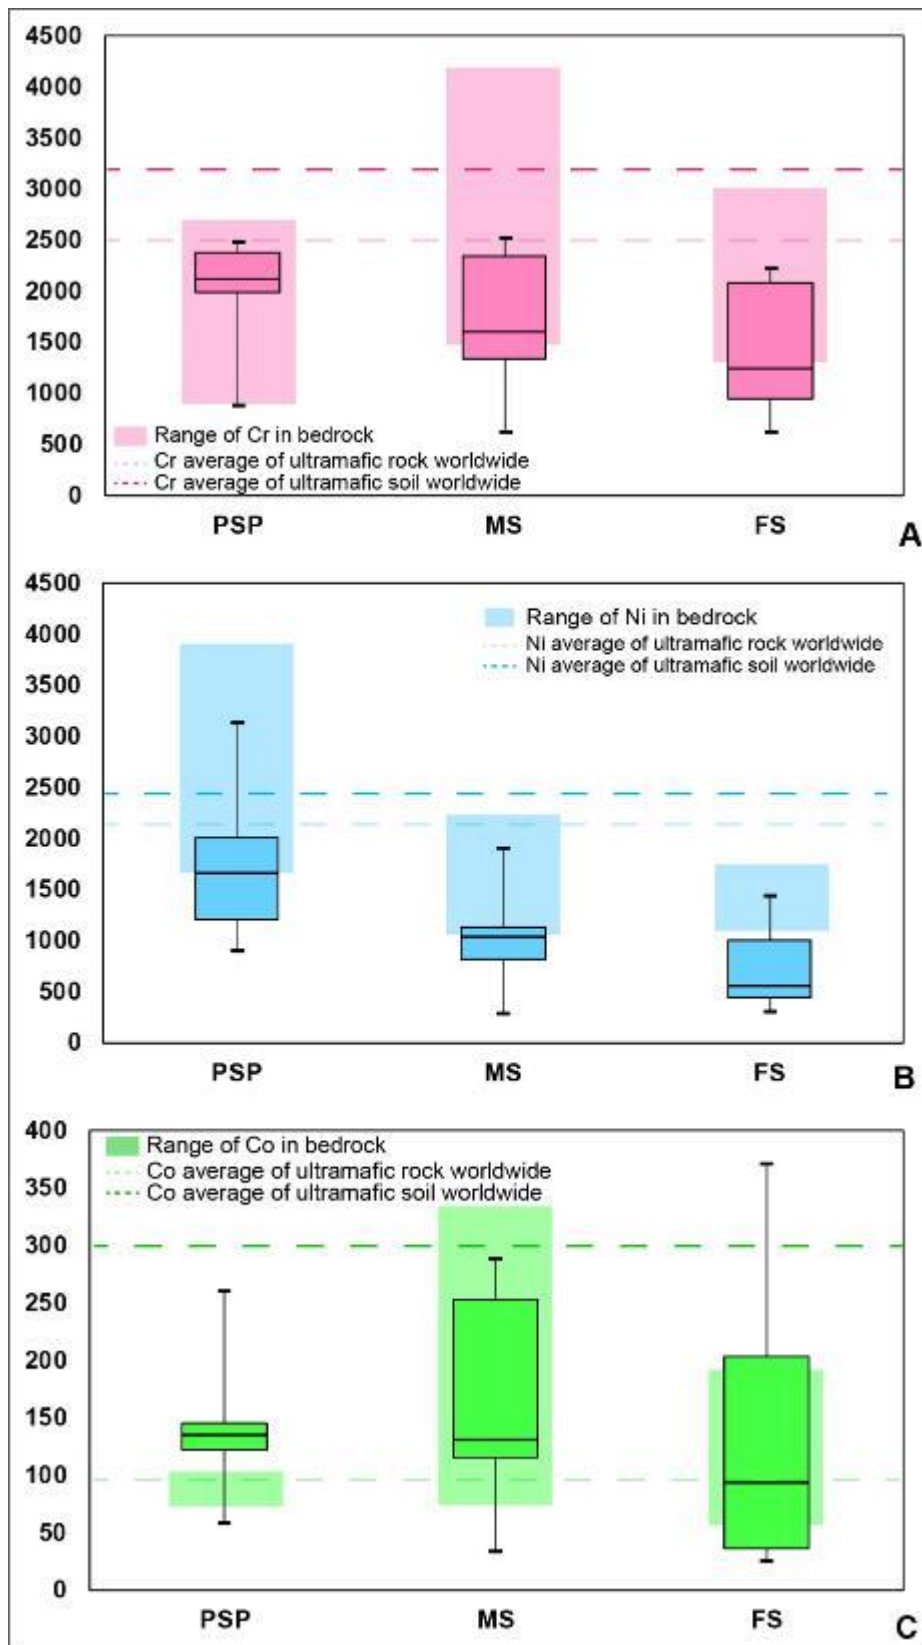 4500
4000
3500
3000
2500
2000
1500
1000
500
0
Range of Cr in bedrock
Cr average of ultramafic rock worldwide
Cr average of ultramafic soil worldwide
PSP MS FS
A
4500
4000
3500
3000
2500
2000
1500
1000
500
0
Range of Ni in bedrock
Ni average of ultramafic rock worldwide
Ni average of ultramafic soil worldwide
PSP MS FS
B
400
350
300
250
200
150
100
50
0
Range of Co in bedrock
Co average of ultramafic rock worldwide
Co average of ultramafic soil worldwide
PSP MS FS
C